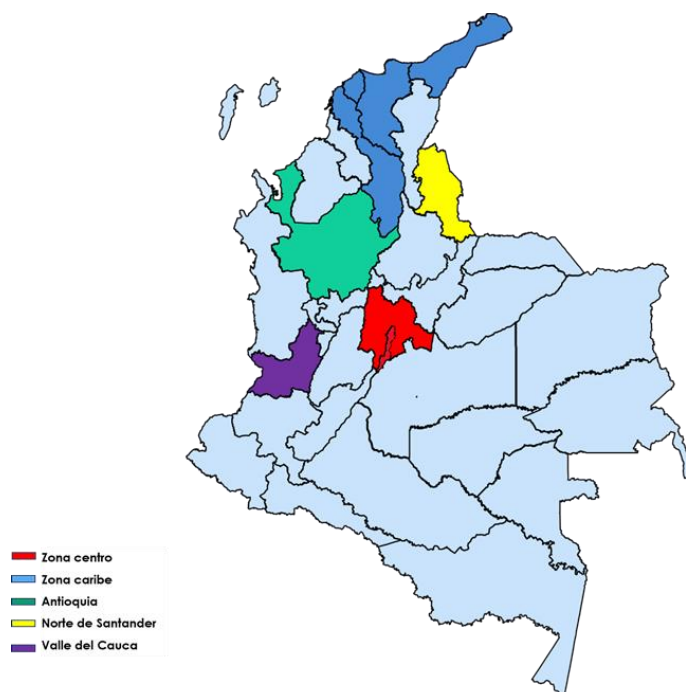 Zona centro
Zona caribe
Antioquia
Norte de Santander
Valle del Cauca